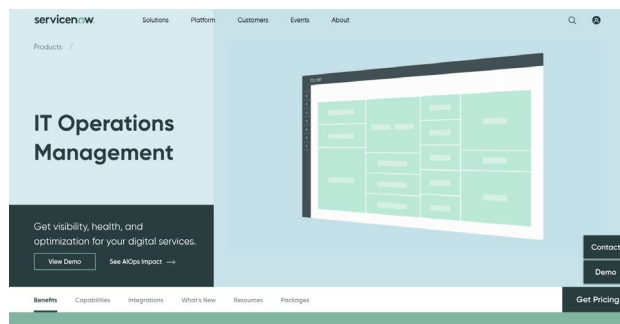 servicenow
Solutions Platform Customers Events About
Products /
IT Operations
Management
Get visibility, health, and
optimization for your digital services.
View Demo See AIOps Impact →
Contact
Demo
Benefits Capabilities Integrations What's New Resources Packages
Get Pricing